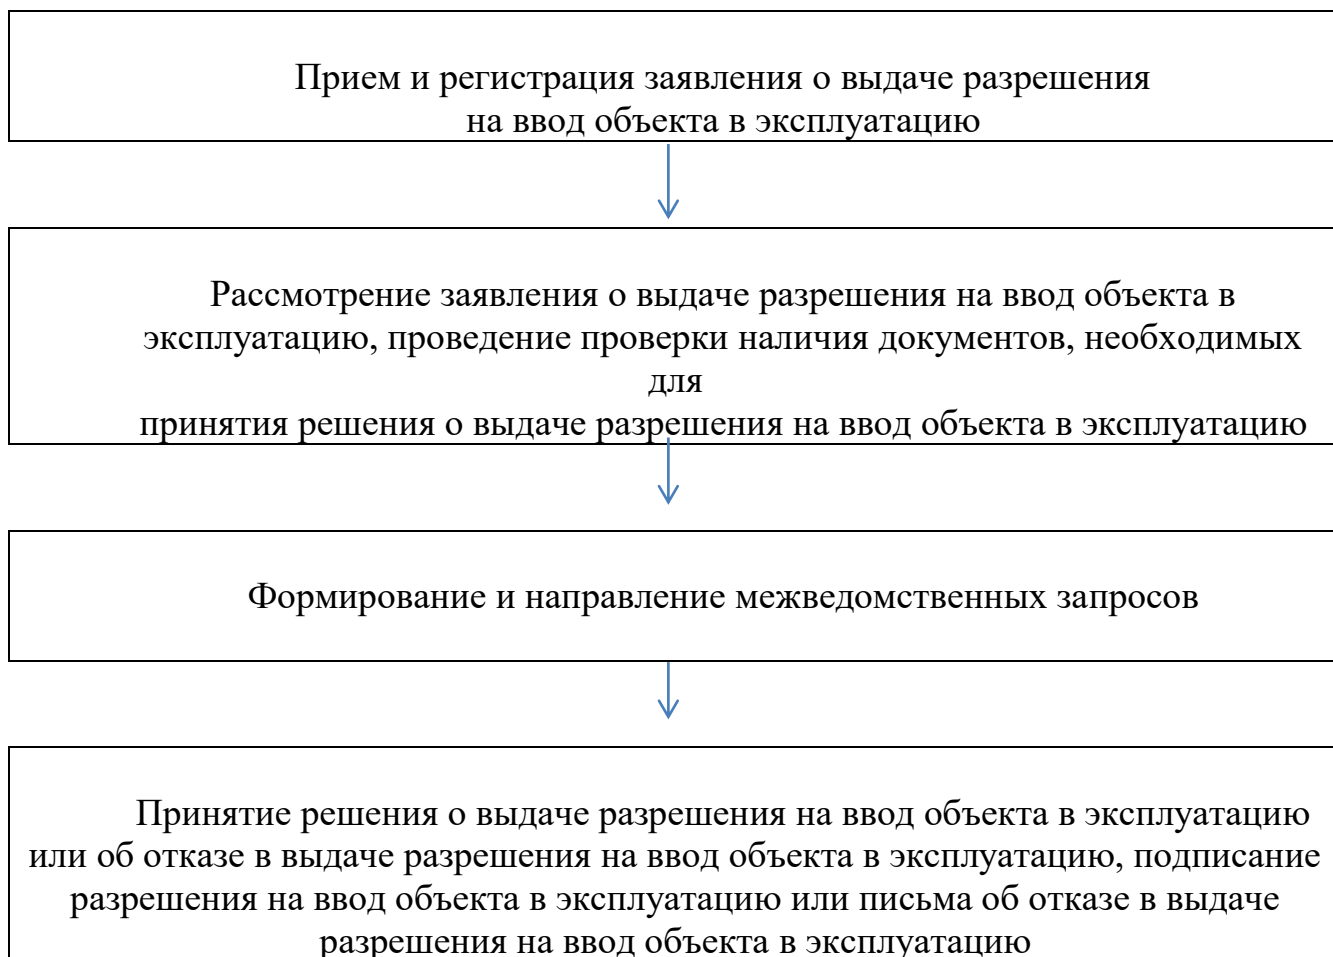 Прием и регистрация заявления о выдаче разрешения
на ввод объекта в эксплуатацию
Рассмотрение заявления о выдаче разрешения на ввод объекта в
эксплуатацию, проведение проверки наличия документов, необходимых
для
принятия решения о выдаче разрешения на ввод объекта в эксплуатацию
Формирование и направление межведомственных запросов
Принятие решения о выдаче разрешения на ввод объекта в эксплуатацию
или об отказе в выдаче разрешения на ввод объекта в эксплуатацию, подписание
разрешения на ввод объекта в эксплуатацию или письма об отказе в выдаче
разрешения на ввод объекта в эксплуатацию